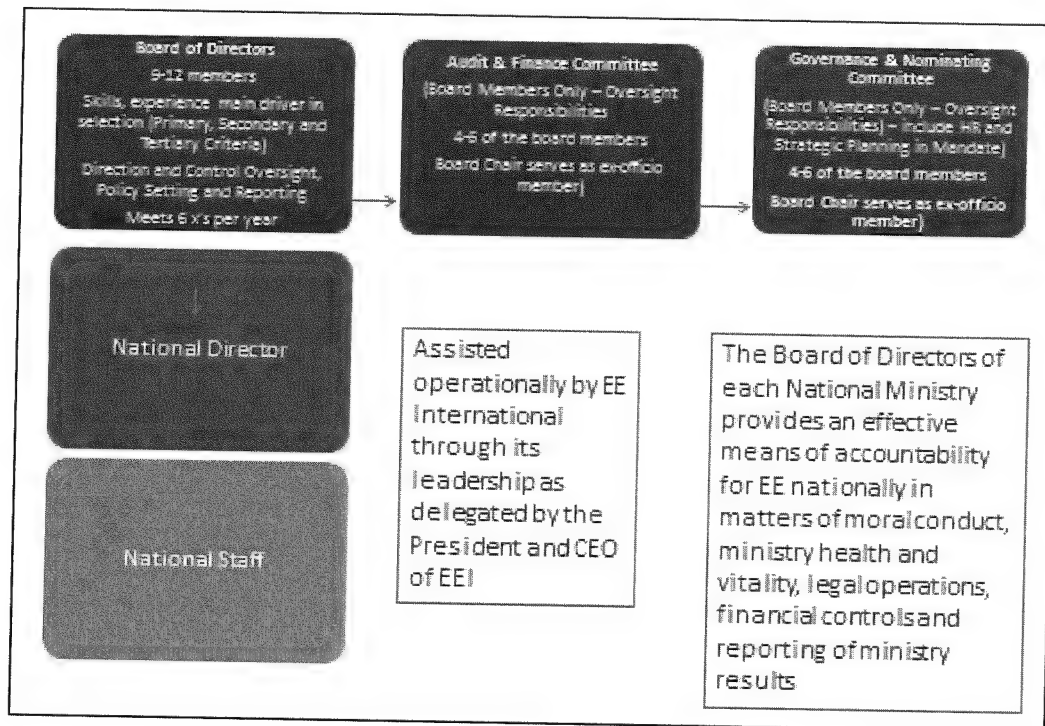 Board of Directors
9-12 members
Skills, experience main driver in
selection (Primary, Secondary and
Tertiary Criteria)
Direction and Control Oversight,
Policy Setting and Reporting
Meets 6 x's per year
Audit & Finance Committee
(Board Members Only – Oversight
Responsibilities
4-6 of the board members
Board Chair serves as ex-officio
member)
Governance & Nominating
Committee
(Board Members Only – Oversight
Responsibilities) – Include HR and
Strategic Planning in Mandate)
4-6 of the board members
Board Chair serves as ex-officio
member)
National Director
National Staff
Assisted
operationally by EE
International
through its
leadership as
delegated by the
President and CEO
of EEI
The Board of Directors of
each National Ministry
provides an effective
means of accountability
for EE nationally in
matters of moral conduct,
ministry health and
vitality, legal operations,
financial controls and
reporting of ministry
results